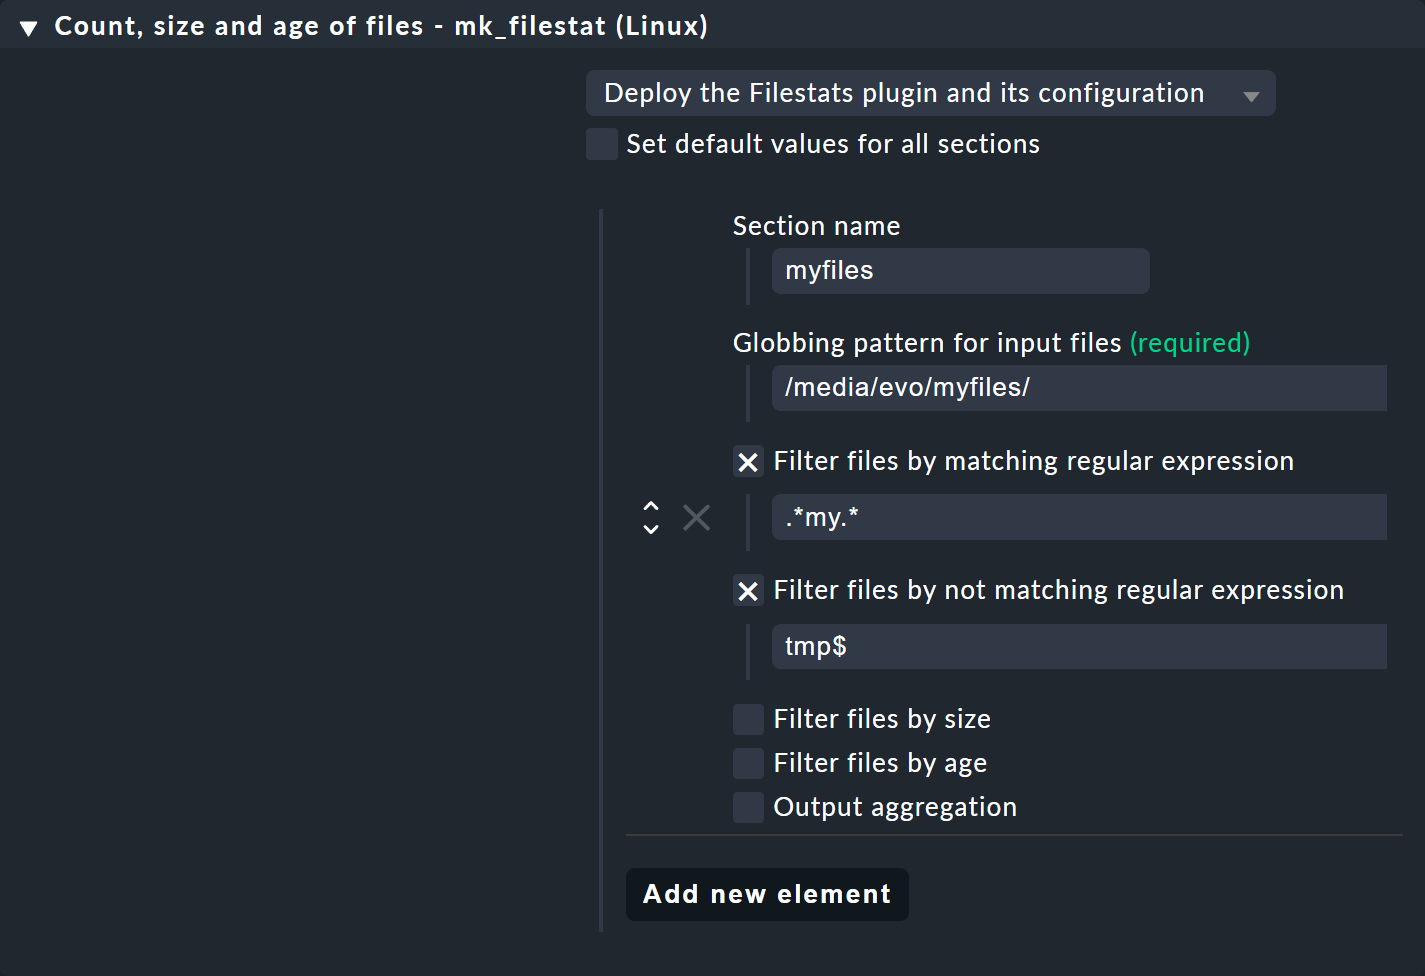 Count, size and age of files - mk_filestat (Linux)
Deploy the Filestats plugin and its configuration
Set default values for all sections
Section name
myfiles
Globbing pattern for input files (required)
/media/evo/myfiles/
Filter files by matching regular expression
.*my.*
Filter files by not matching regular expression
tmp$
Filter files by size
Filter files by age
Output aggregation
Add new element